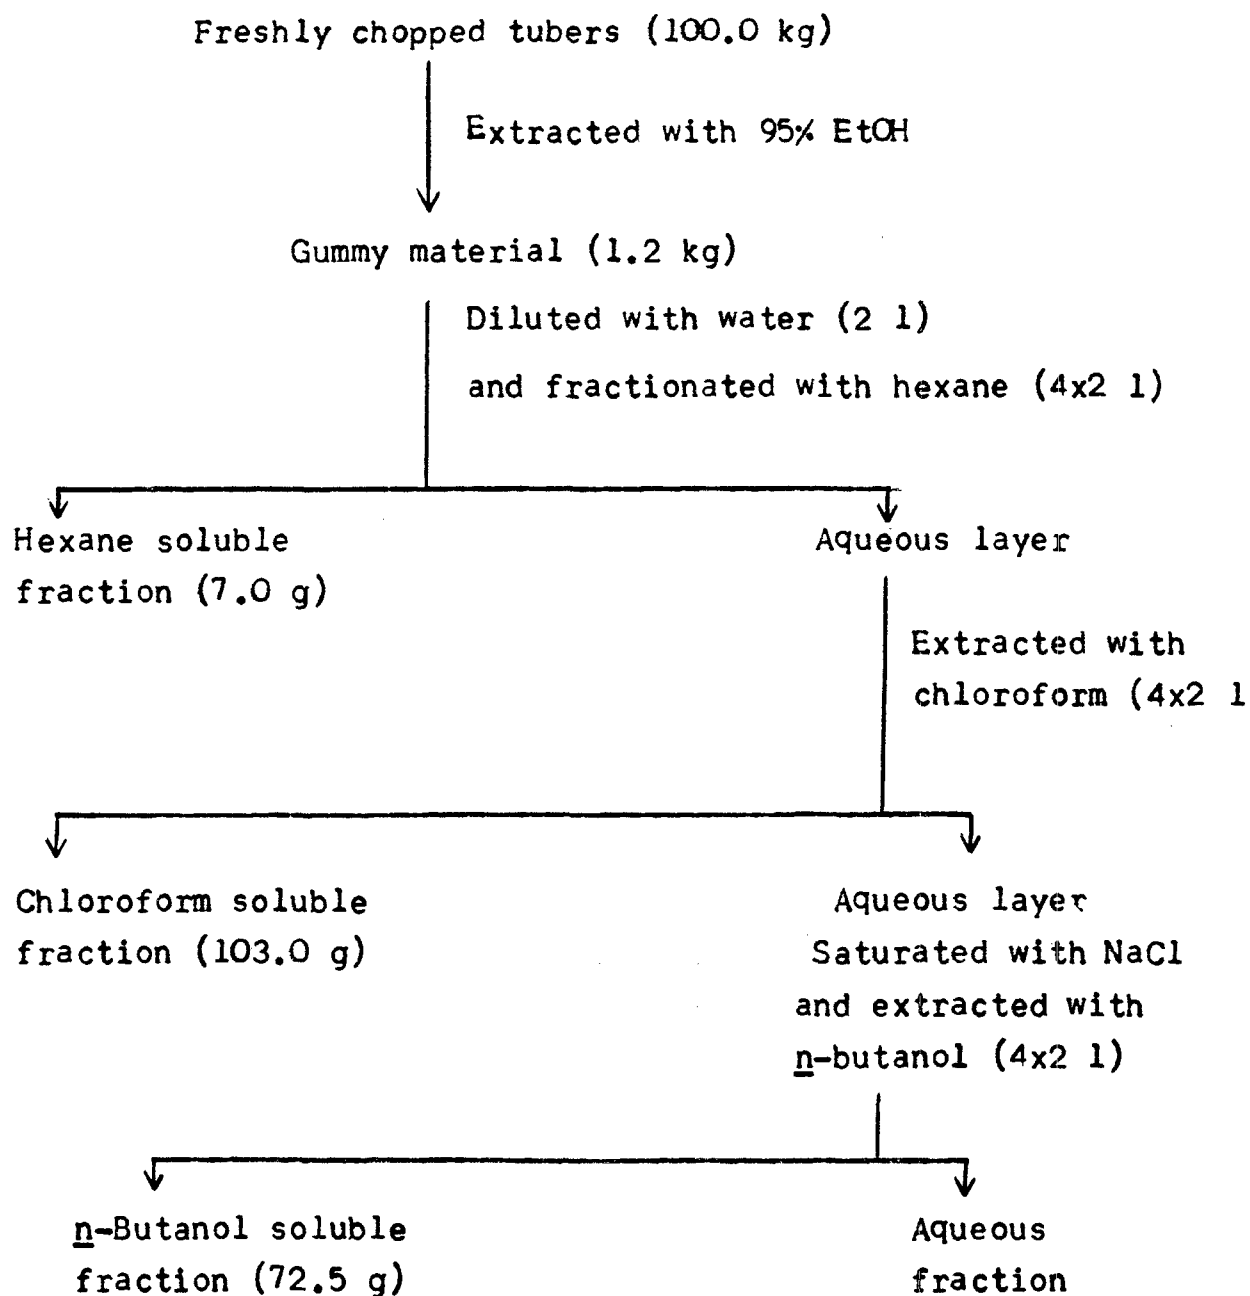 Freshly chopped tubers (100.0 kg)
Extracted with 95% EtOH
Gummy material (1.2 kg)
Diluted with water (2 l)
and fractionated with hexane (4x2 l)
Hexane soluble
fraction (7.0 g)
Aqueous layer
Extracted with
chloroform (4x2 l
Chloroform soluble
fraction (103.0 g)
Aqueous layer
Saturated with NaCl
and extracted with
n-butanol (4x2 l)
n-Butanol soluble
fraction (72.5 g)
Aqueous
fraction